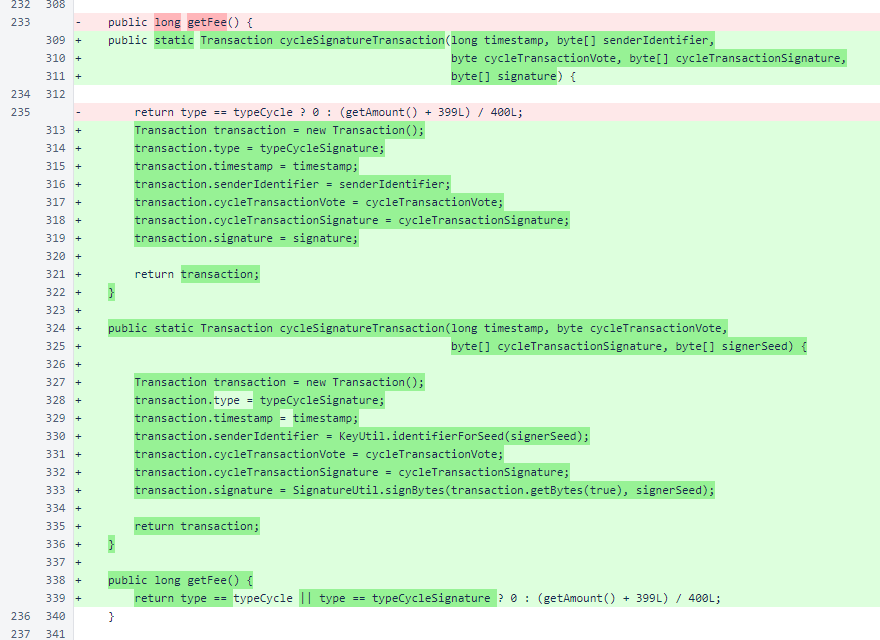 232 308
233 - public long getFee() {
309 + public static Transaction cycleSignatureTransaction(long timestamp, byte[] senderIdentifier,
310 + byte cycleTransactionVote, byte[] cycleTransactionSignature,
311 + byte[] signature) {
234 312
235 - return type == typeCycle ? 0 : (getAmount() + 399L) / 400L;
313 + Transaction transaction = new Transaction();
314 + transaction.type = typeCycleSignature;
315 + transaction.timestamp = timestamp;
316 + transaction.senderIdentifier = senderIdentifier;
317 + transaction.cycleTransactionVote = cycleTransactionVote;
318 + transaction.cycleTransactionSignature = cycleTransactionSignature;
319 + transaction.signature = signature;
320 +
321 + return transaction;
322 + }
323 +
324 + public static Transaction cycleSignatureTransaction(long timestamp, byte cycleTransactionVote,
325 + byte[] cycleTransactionSignature, byte[] signerSeed) {
326 +
327 + Transaction transaction = new Transaction();
328 + transaction.type = typeCycleSignature;
329 + transaction.timestamp = timestamp;
330 + transaction.senderIdentifier = KeyUtil.identifierForSeed(signerSeed);
331 + transaction.cycleTransactionVote = cycleTransactionVote;
332 + transaction.cycleTransactionSignature = cycleTransactionSignature;
333 + transaction.signature = SignatureUtil.signBytes(transaction.getBytes(true), signerSeed);
334 +
335 + return transaction;
336 + }
337 +
338 + public long getFee() {
339 + return type == typeCycle || type == typeCycleSignature ? 0 : (getAmount() + 399L) / 400L;
236 340 }
237 341